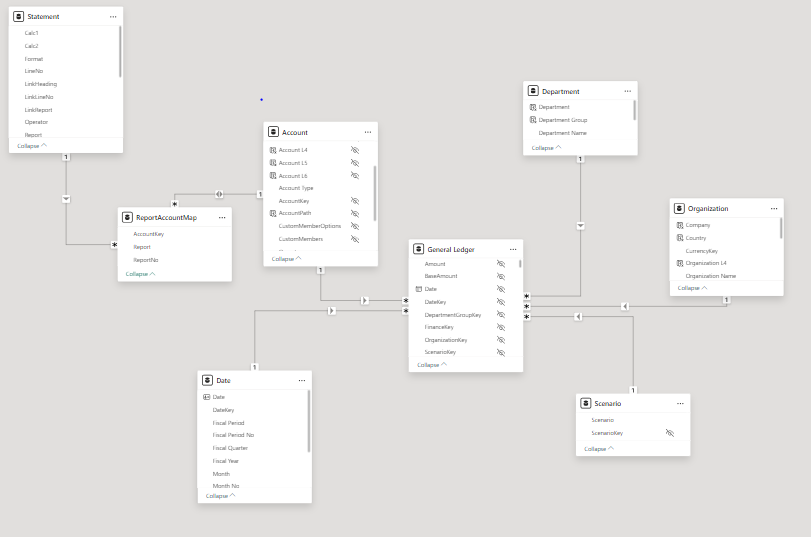 Statement
Calc1
Calc2
Format
LineNo
LinkHeading
LinkLineNo
LinkReport
Operator
Report
Collapse
1
Department
Department
Department Group
Department Name
Collapse
1
Account
Account L4
Account L5
Account L6
Account Type
AccountKey
AccountPath
CustomMemberOptions
CustomMembers
Collapse
1
1
ReportAccountMap
AccountKey
Report
ReportNo
Collapse
*
*
Organization
Company
Country
CurrencyKey
Organization L4
Organization Name
Collapse
1
General Ledger
Amount
BaseAmount
Date
DateKey
DepartmentGroupKey
FinanceKey
OrganizationKey
ScenarioKey
Collapse
*
*
*
*
*
Date
Date
DateKey
Fiscal Period
Fiscal Period No
Fiscal Quarter
Fiscal Year
Month
Month No
Collapse
1
Scenario
Scenario
ScenarioKey
Collapse
1